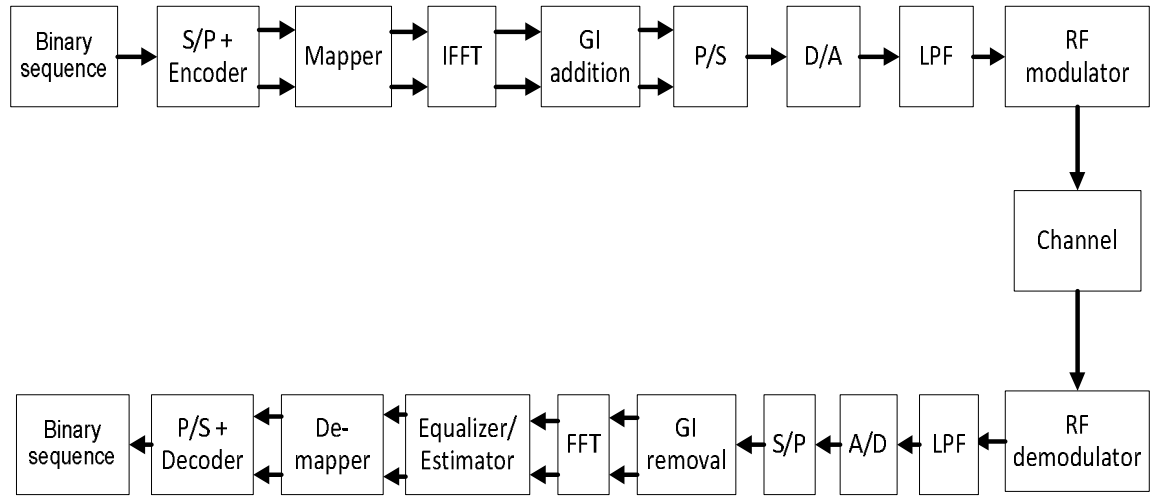 Binary
sequence
S/P +
Encoder
Mapper
IFFT
GI
addition
P/S
D/A
LPF
RF
modulator
Channel
Binary
sequence
P/S +
Decoder
De-
mapper
Equalizer/
Estimator
FFT
GI
removal
S/P
A/D
LPF
RF
demodulator